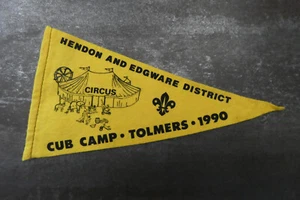 HENDON AND EDGWARE DISTRICT
CIRCUS
CUB CAMP • TOLMERS • 1990